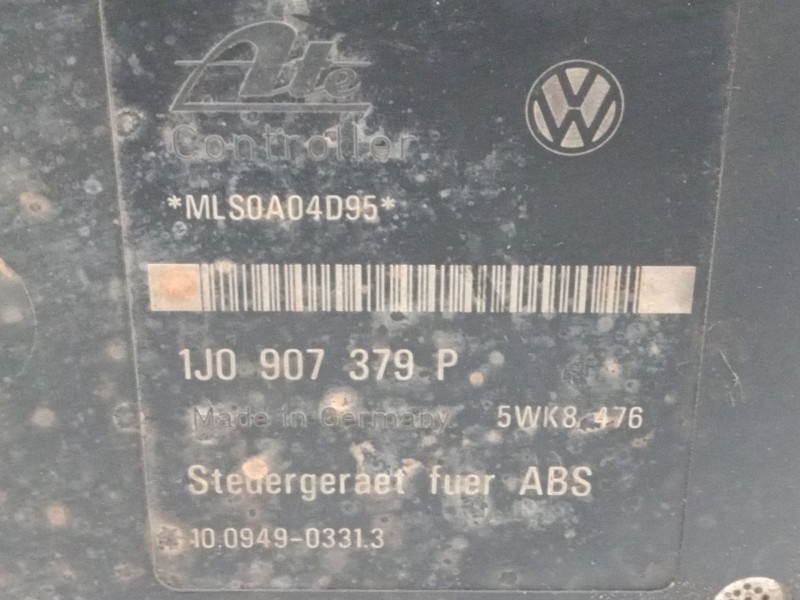 Ate
Controller
*MLS0A04D95*
1J0 907 379 P
Made in Germany
5WK8 476
Steuergeraet fuer ABS
10.0949-0331.3